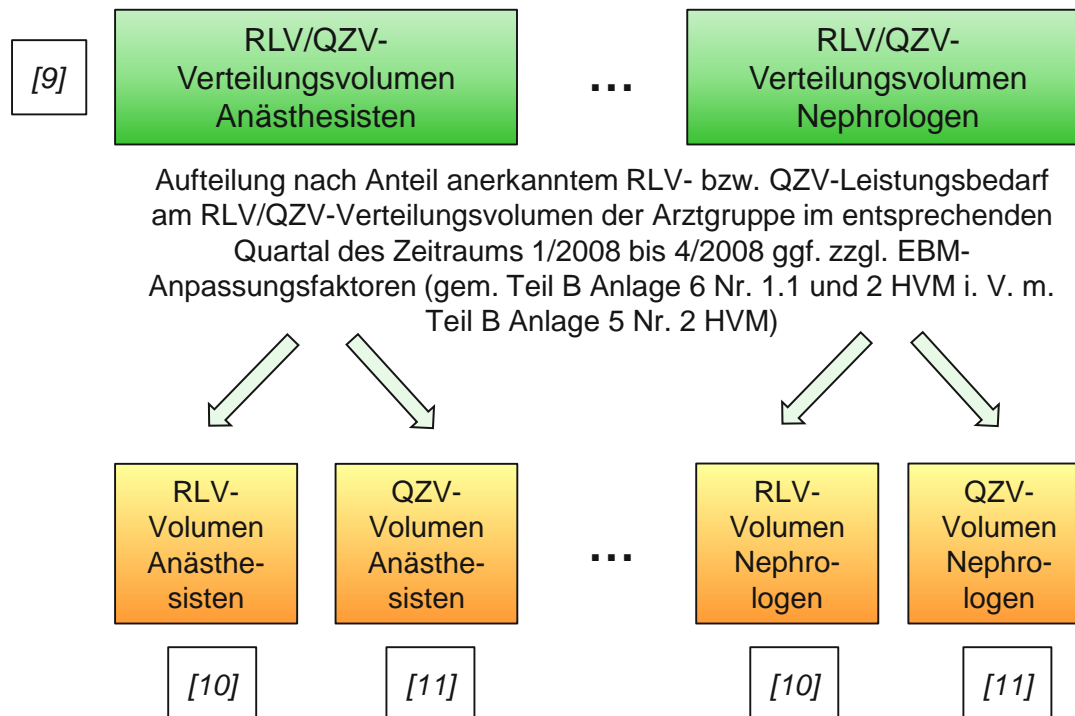 [9]
RLV/QZV-
Verteilungsvolumen
Anästhesisten
...
RLV/QZV-
Verteilungsvolumen
Nephrologen
Aufteilung nach Anteil anerkanntem RLV- bzw. QZV-Leistungsbedarf
am RLV/QZV-Verteilungsvolumen der Arztgruppe im entsprechenden
Quartal des Zeitraums 1/2008 bis 4/2008 ggf. zzgl. EBM-
Anpassungsfaktoren (gem. Teil B Anlage 6 Nr. 1.1 und 2 HVM i. V. m.
Teil B Anlage 5 Nr. 2 HVM)
RLV-
Volumen
Anästhe-
sisten
QZV-
Volumen
Anästhe-
sisten
...
RLV-
Volumen
Nephro-
logen
QZV-
Volumen
Nephro-
logen
[10]
[11]
[10]
[11]